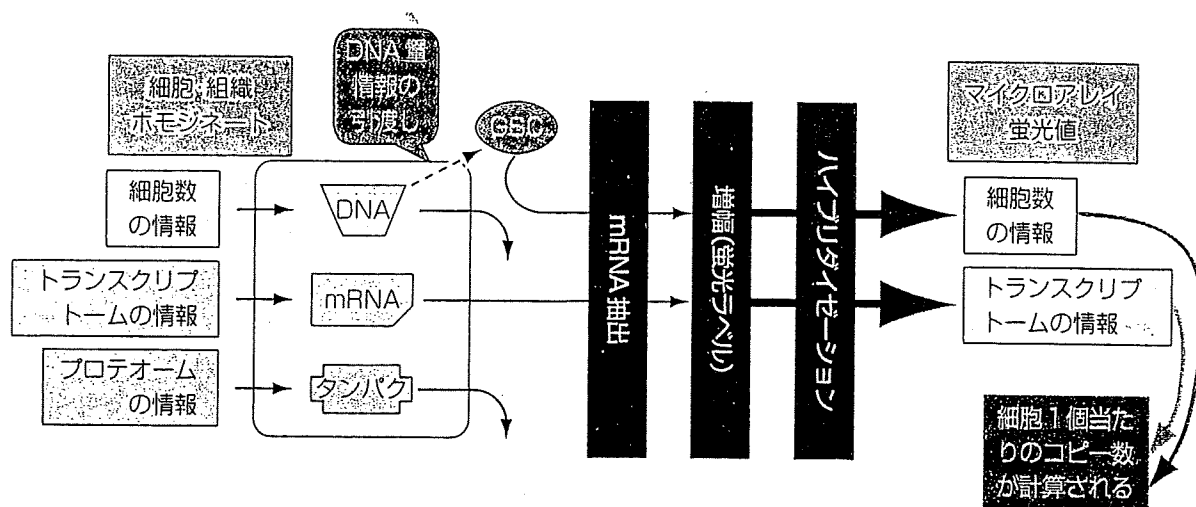 DNA量
情報の
引渡し
細胞,組織
ホモジネート
GSC
マイクロアレイ
蛍光値
細胞数
の情報
DNA
mRNA抽出
増幅(蛍光ラベル)
ハイブリダイゼーション
細胞数
の情報
トランスクリプ
トームの情報
mRNA
トランスクリプ
トームの情報
プロテオーム
の情報
タンパク
細胞1個当た
りのコピー数
が計算される